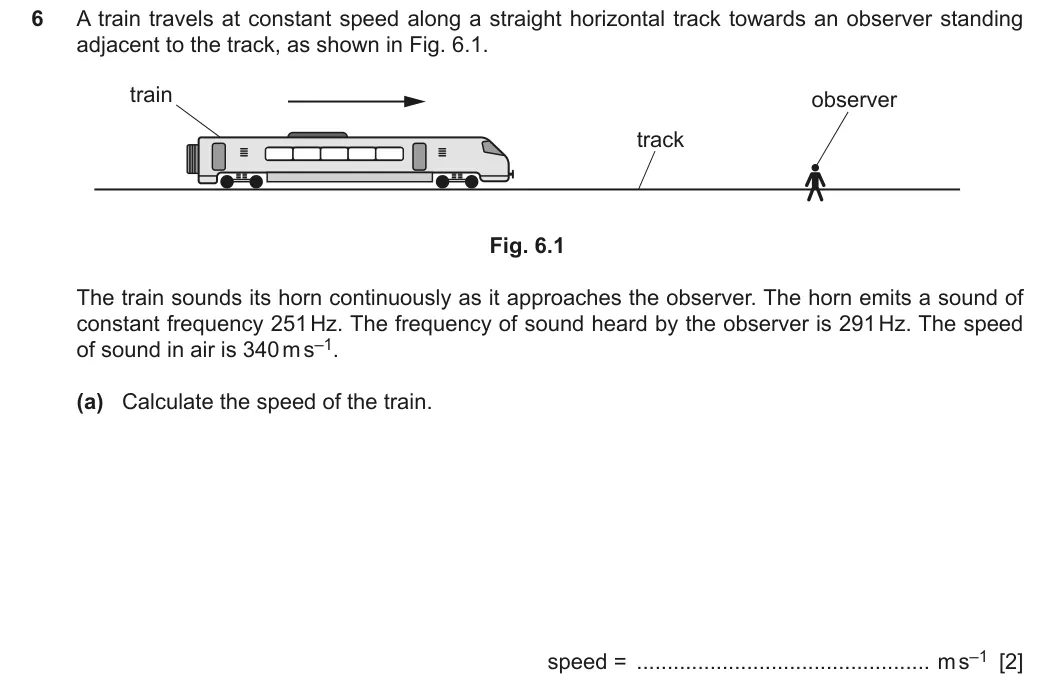 6 A train travels at constant speed along a straight horizontal track towards an observer standing
adjacent to the track, as shown in Fig. 6.1.
train
observer
track
Fig. 6.1
The train sounds its horn continuously as it approaches the observer. The horn emits a sound of
constant frequency 251 Hz. The frequency of sound heard by the observer is 291 Hz. The speed
of sound in air is 340 m s⁻¹.
(a) Calculate the speed of the train.
speed = ................................................ m s⁻¹ [2]